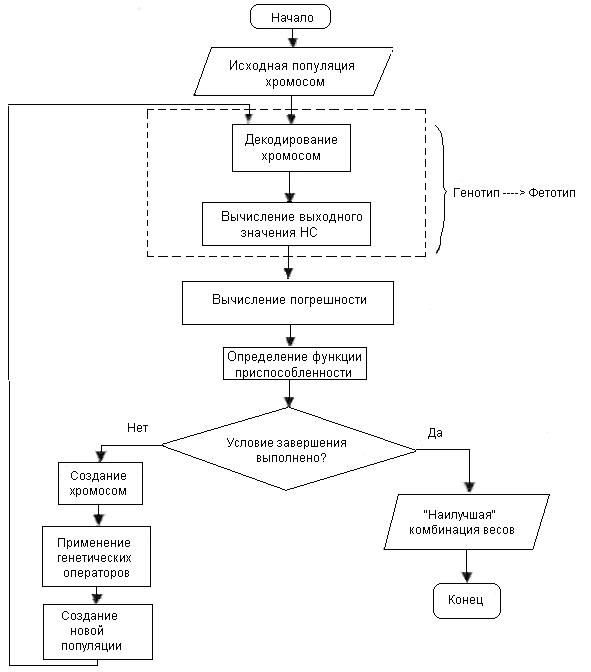 Начало
Исходная популяция
хромосом
Декодирование
хромосом
Генотип ----> Фетотип
Вычисление выходного
значения НС
Вычисление погрешности
Определение функции
приспособленности
Нет
Да
Условие завершения
выполнено?
Создание
хромосом
"Наилучшая"
комбинация весов
Применение
генетических
операторов
Конец
Создание
новой
популяции